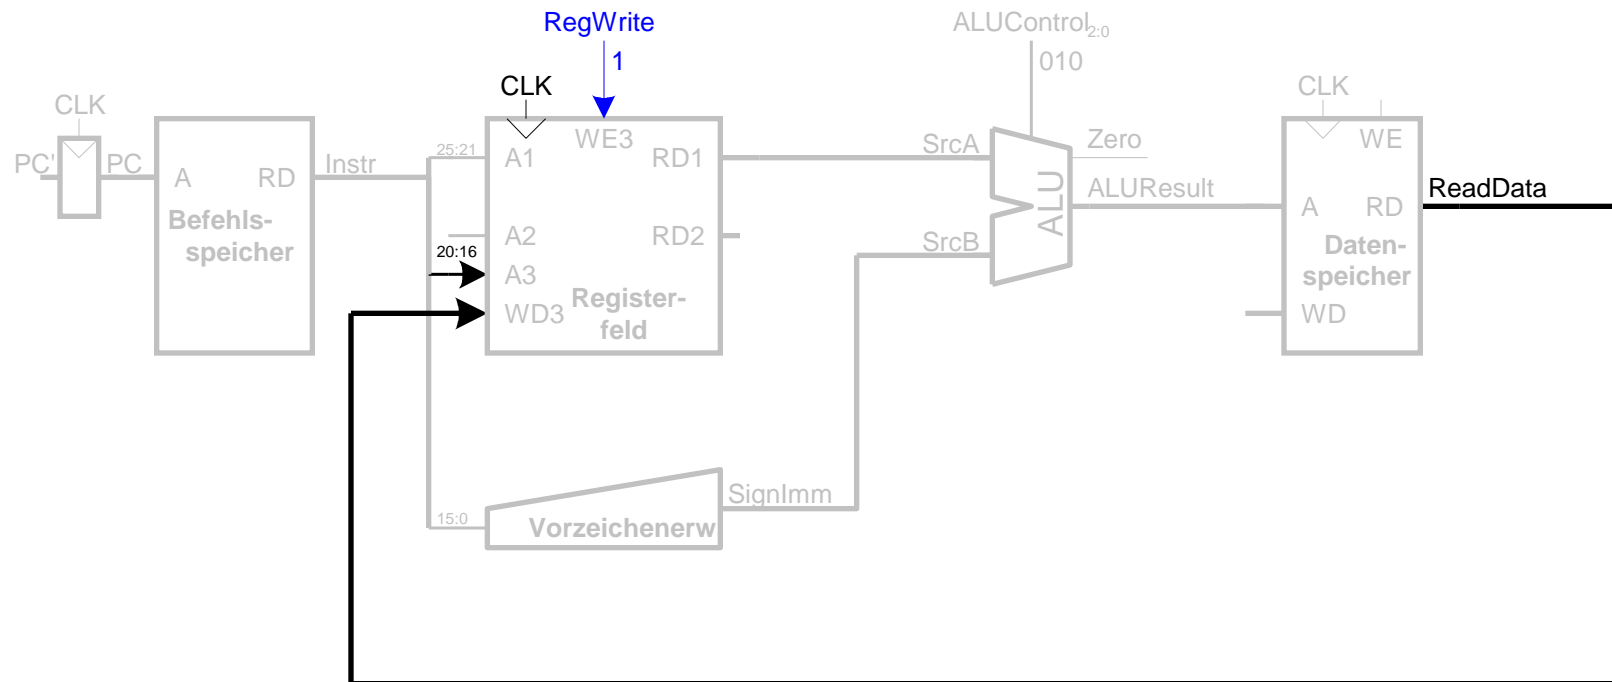 RegWrite
1
ALUControl2:0
010
CLK
CLK
CLK
PC'
PC
A
RD
Instr
Befehls-
speicher
25:21
A1
WE3
RD1
A2
RD2
20:16
A3
WD3
Register-
feld
SrcA
SrcB
ALU
Zero
ALUResult
WE
A
RD
ReadData
Daten-
speicher
WD
15:0
Vorzeichenerw
SignImm